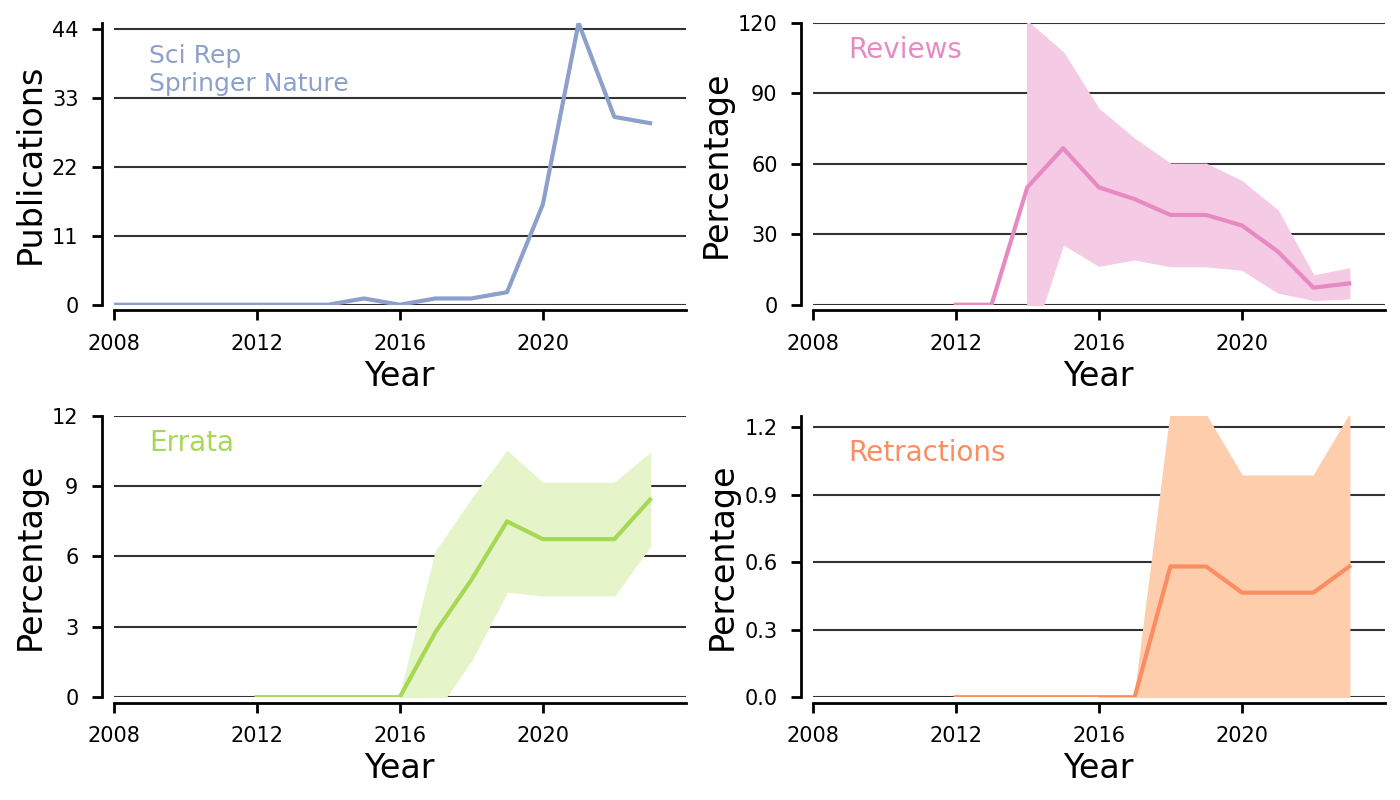 Publications
44
33
22
11
0
Sci Rep
Springer Nature
2008 2012 2016 2020
Year
Percentage
120
90
60
30
0
Reviews
2008 2012 2016 2020
Year
Percentage
12
9
6
3
0
Errata
2008 2012 2016 2020
Year
Percentage
1.2
0.9
0.6
0.3
0.0
Retractions
2008 2012 2016 2020
Year